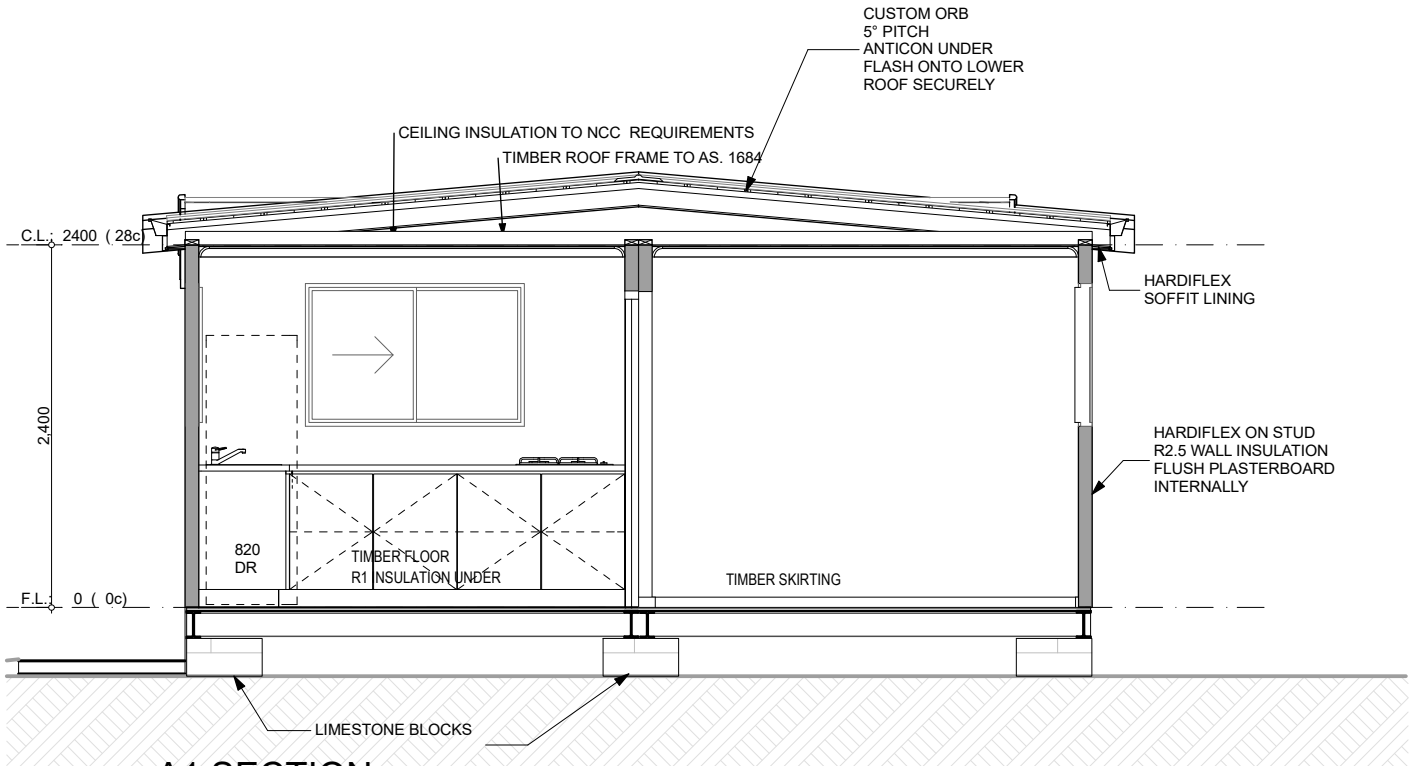 CUSTOM ORB
5° PITCH
ANTICON UNDER
FLASH ONTO LOWER
ROOF SECURELY
CEILING INSULATION TO NCC REQUIREMENTS
TIMBER ROOF FRAME TO AS. 1684
C.L.: 2400 ( 28c)
HARDIFLEX
SOFFIT LINING
2,400
HARDIFLEX ON STUD
R2.5 WALL INSULATION
FLUSH PLASTERBOARD
INTERNALLY
820
DR
TIMBER FLOOR
R1 INSULATION UNDER
TIMBER SKIRTING
F.L.: 0 ( 0c)
LIMESTONE BLOCKS
A1 SECTION